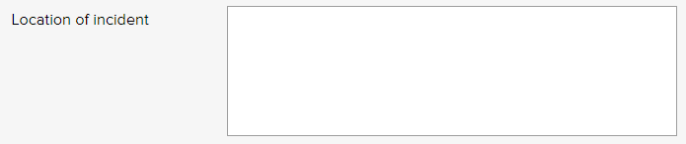 Location of incident